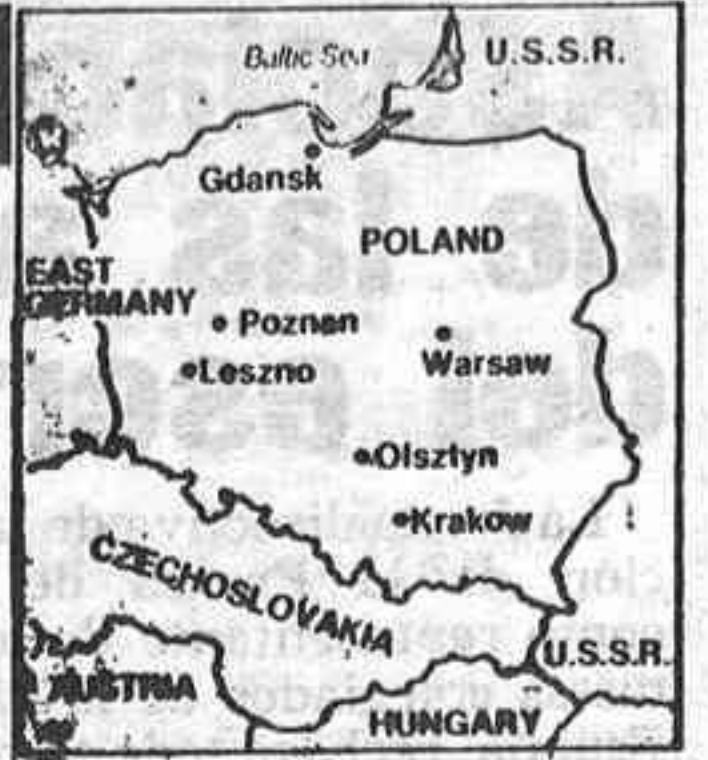 Baltic Sea
U.S.S.R.
Gdansk
POLAND
EAST
GERMANY
Poznan
Warsaw
Leszno
Olsztyn
Krakow
CZECHOSLOVAKIA
U.S.S.R.
AUSTRIA
HUNGARY